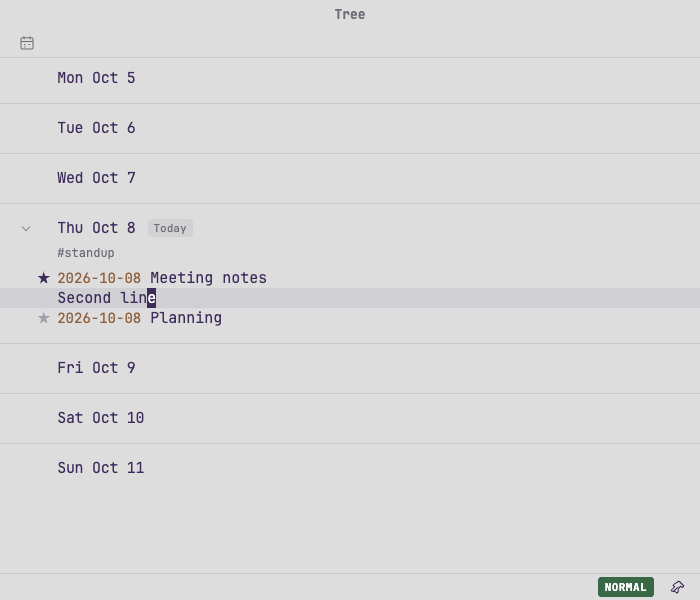 Tree
Mon Oct 5
Tue Oct 6
Wed Oct 7
Thu Oct 8 Today
#standup
★ 2026-10-08 Meeting notes
Second line
★ 2026-10-08 Planning
Fri Oct 9
Sat Oct 10
Sun Oct 11
NORMAL